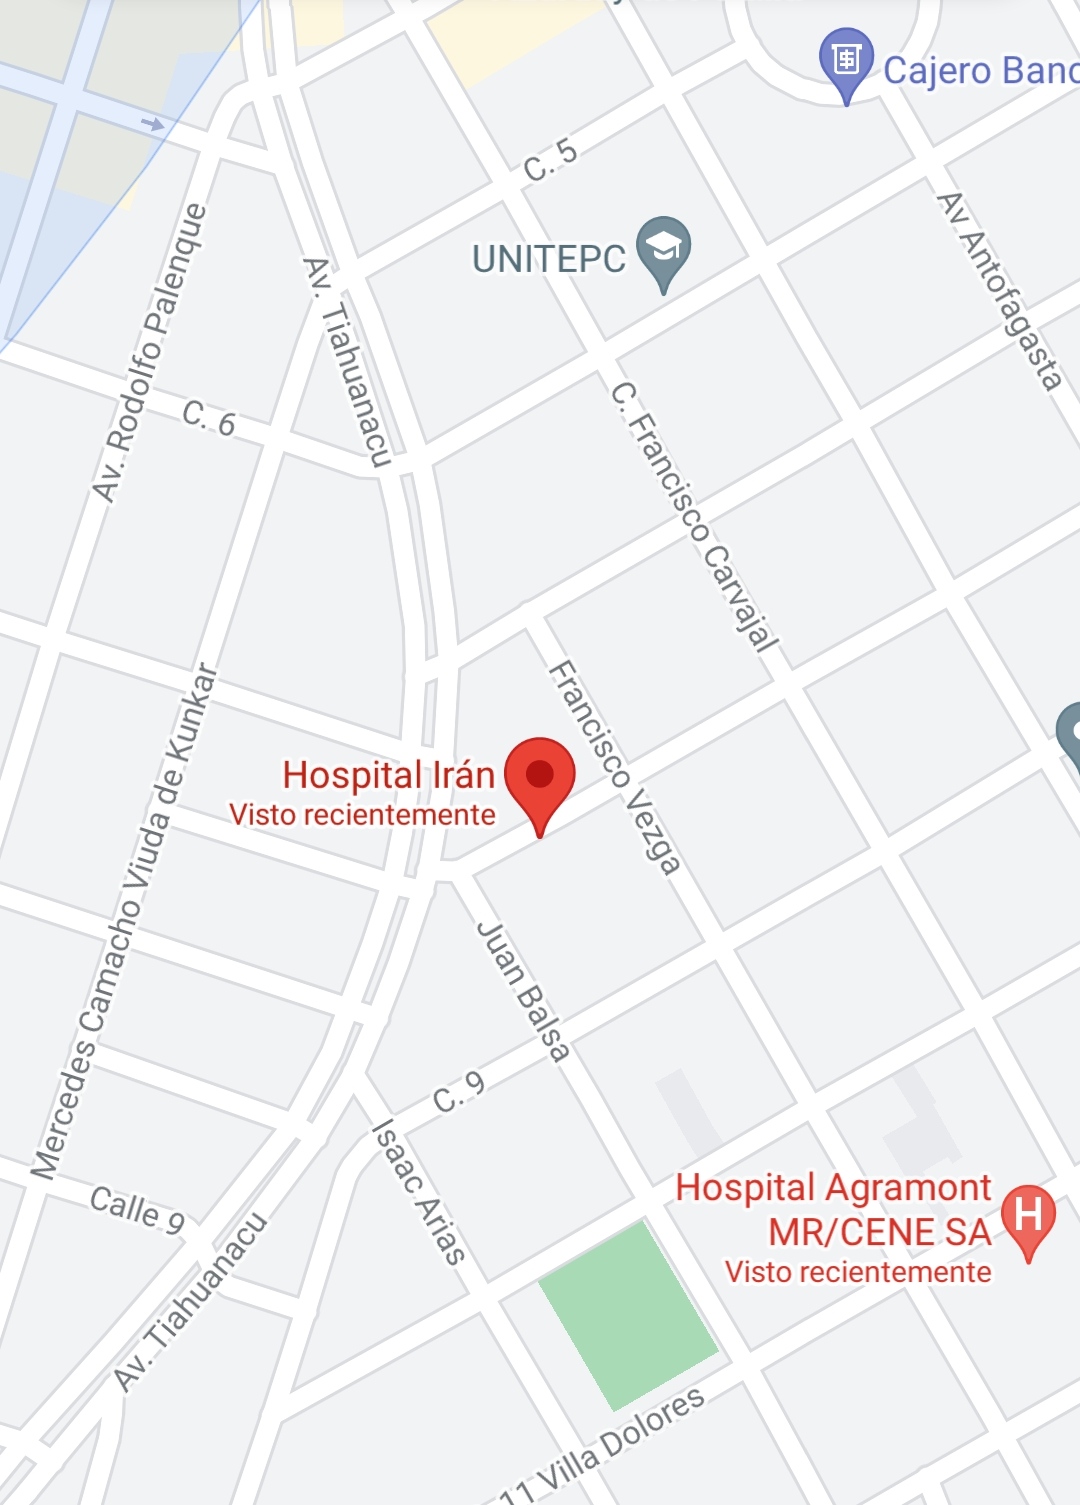 Cajero Banc
C. 5
Av. Rodolfo Palenque
UNITEPC
Av Antofagasta
Av. Tiahuanacu
C. 6
C. Francisco Carvajal
Mercedes Camacho Viuda de Kunkar
Francisco Vezga
Hospital Irán
Visto recientemente
Juan Balsa
C. 9
Isaac Arias
Calle 9
Hospital Agramont
MR/CENE SA
Visto recientemente
Av. Tiahuanacu
11 Villa Dolores